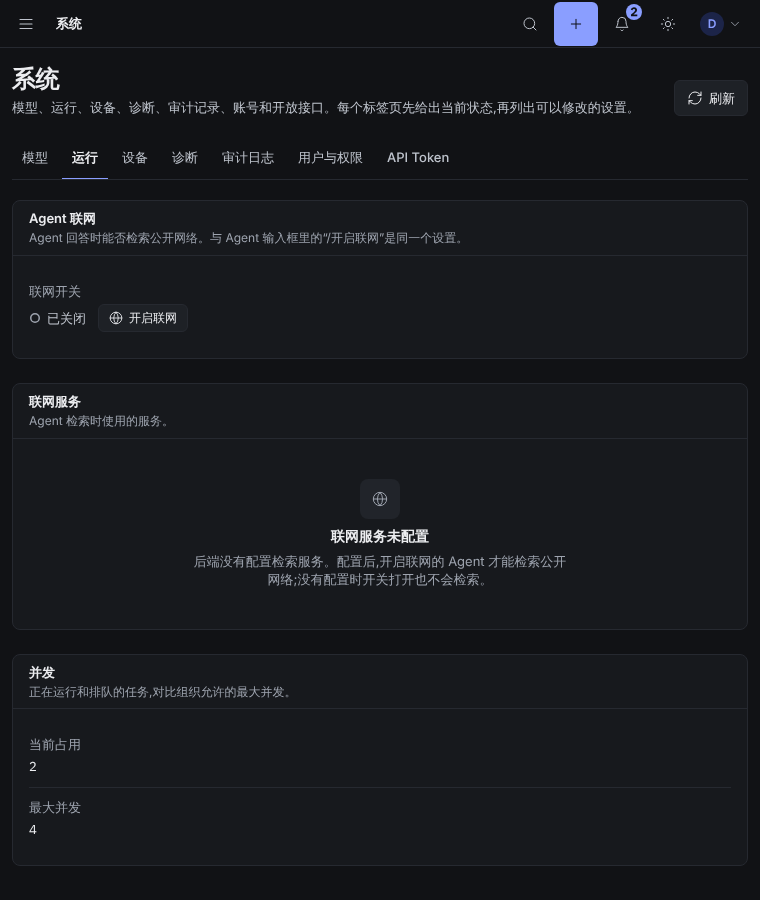 系统
2
D
系统
模型、运行、设备、诊断、审计记录、账号和开放接口。每个标签页先给出当前状态,再列出可以修改的设置。
刷新
模型 运行 设备 诊断 审计日志 用户与权限 API Token
Agent 联网
Agent 回答时能否检索公开网络。与 Agent 输入框里的“/开启联网”是同一个设置。
联网开关
已关闭 开启联网
联网服务
Agent 检索时使用的服务。
联网服务未配置
后端没有配置检索服务。配置后,开启联网的 Agent 才能检索公开
网络;没有配置时开关打开也不会检索。
并发
正在运行和排队的任务,对比组织允许的最大并发。
当前占用
2
最大并发
4